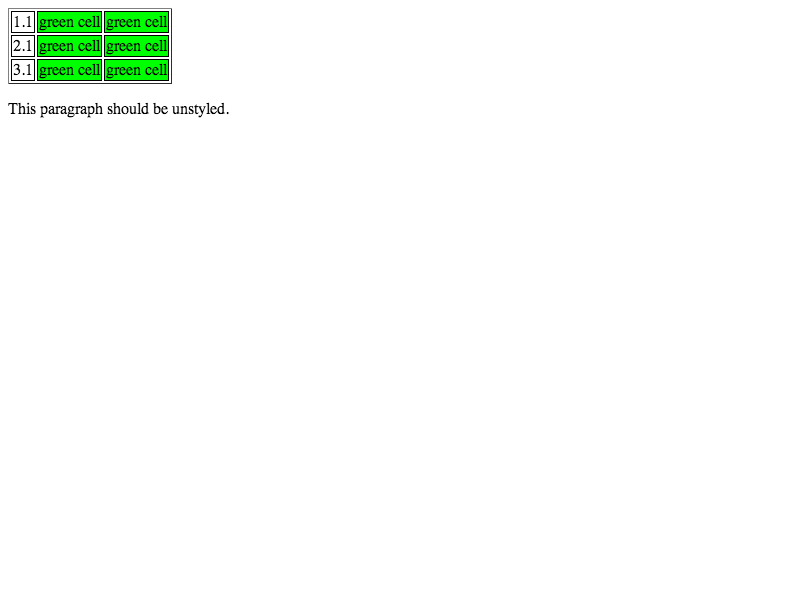 1.1 green cell green cell
2.1 green cell green cell
3.1 green cell green cell
This paragraph should be unstyled.